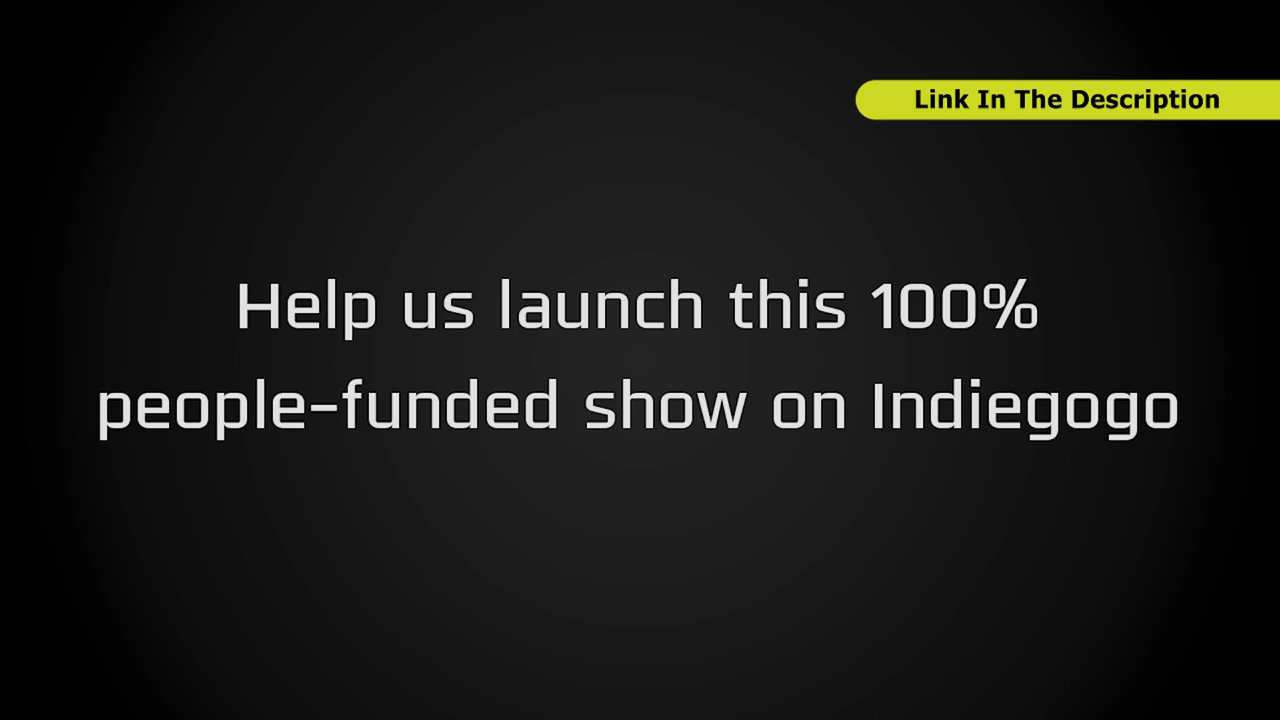 Link In The Description
Help us launch this 100%
people-funded show on Indiegogo